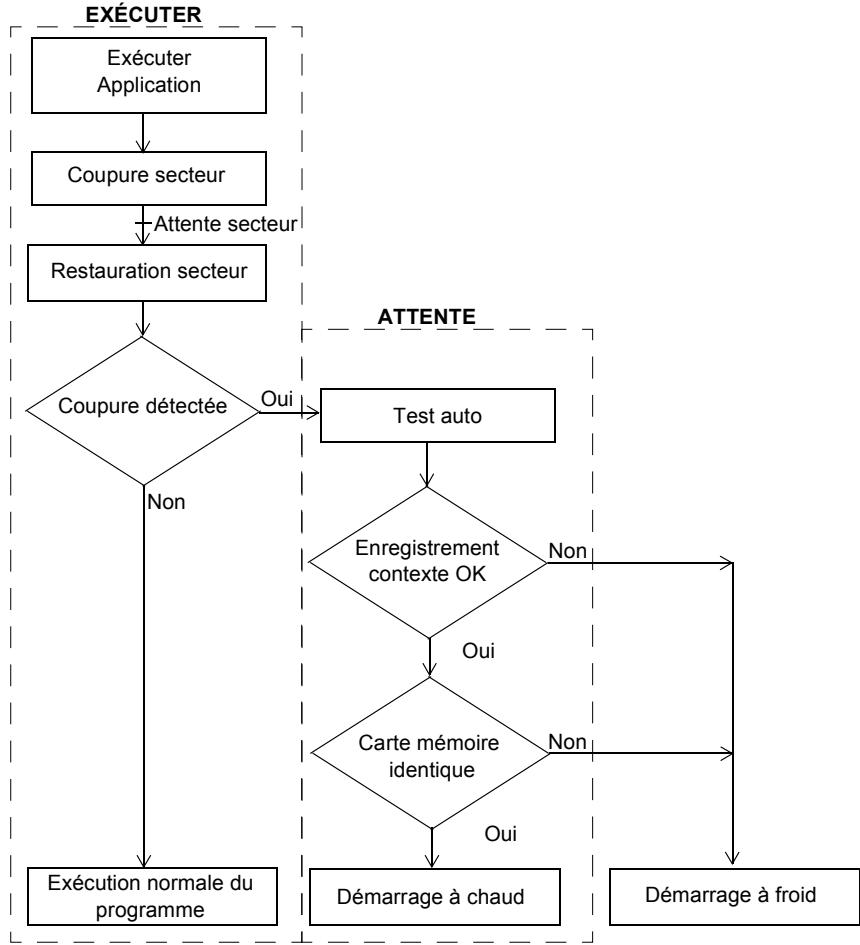 EXÉCUTER
Exécuter
Application
Coupure secteur
Attente secteur
Restauration secteur
ATTENTE
Coupure détectée
Oui
Test auto
Non
Enregistrement
contexte OK
Non
Oui
Carte mémoire
identique
Non
Oui
Exécution normale du
programme
Démarrage à chaud
Démarrage à froid